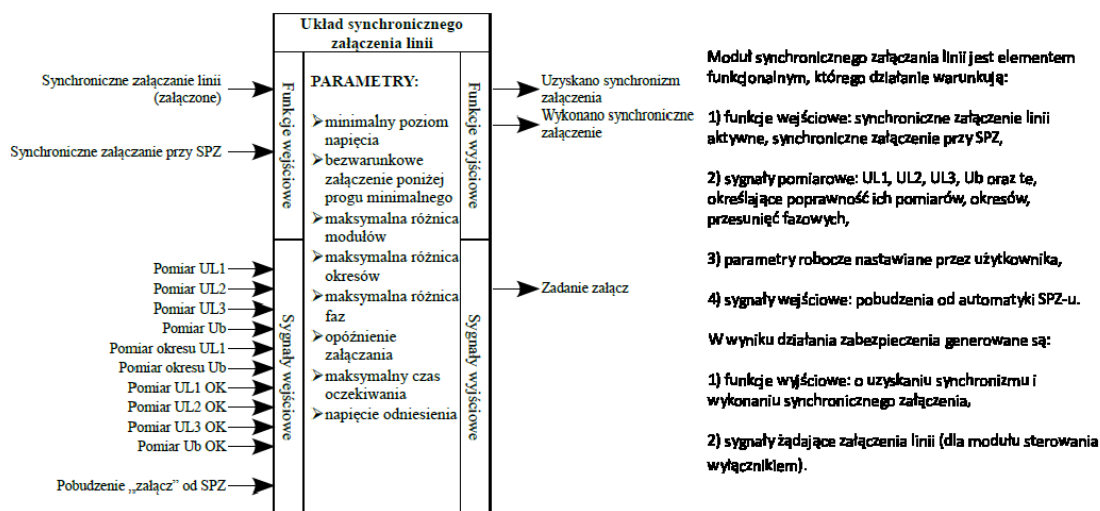 Układ synchronicznego
załączenia linii
Synchroniczne załączanie linii
(załączone)
Synchroniczne załączanie przy SPZ
Funkcje wejściowe
PARAMETRY:
➢minimalny poziom
napięcia
➢bezwarunkowe
załączenie poniżej
progu minimalnego
➢maksymalna różnica
modułów
➢maksymalna różnica
okresów
➢maksymalna różnica
faz
➢opóźnienie
załączania
➢maksymalny czas
oczekiwania
➢napięcie odniesienia
Funkcje wyjściowe
Uzyskano synchronizm
załączenia
Wykonano synchroniczne
załączenie
Pomiar UL1
Pomiar UL2
Pomiar UL3
Pomiar Ub
Pomiar okresu UL1
Pomiar okresu Ub
Pomiar UL1 OK
Pomiar UL2 OK
Pomiar UL3 OK
Pomiar Ub OK
Pobudzenie „załącz” od SPZ
Sygnały wejściowe
Sygnały wyjściowe
Zadanie załącz
Moduł synchronicznego załączania linii jest elementem
funkcjonalnym, którego działanie warunkują:
1) funkcje wejściowe: synchroniczne załączenie linii
aktywne, synchroniczne załączenie przy SPZ,
2) sygnały pomiarowe: UL1, UL2, UL3, Ub oraz te,
określające poprawność ich pomiarów, okresów,
przesunięć fazowych,
3) parametry robocze nastawiane przez użytkownika,
4) sygnały wejściowe: pobudzenia od automatyki SPZ-u.
W wyniku działania zabezpieczenia generowane są:
1) funkcje wyjściowe: o uzyskaniu synchronizmu i
wykonaniu synchronicznego załączenia,
2) sygnały żądające załączenia linii (dla modułu sterowania
wyłącznikiem).